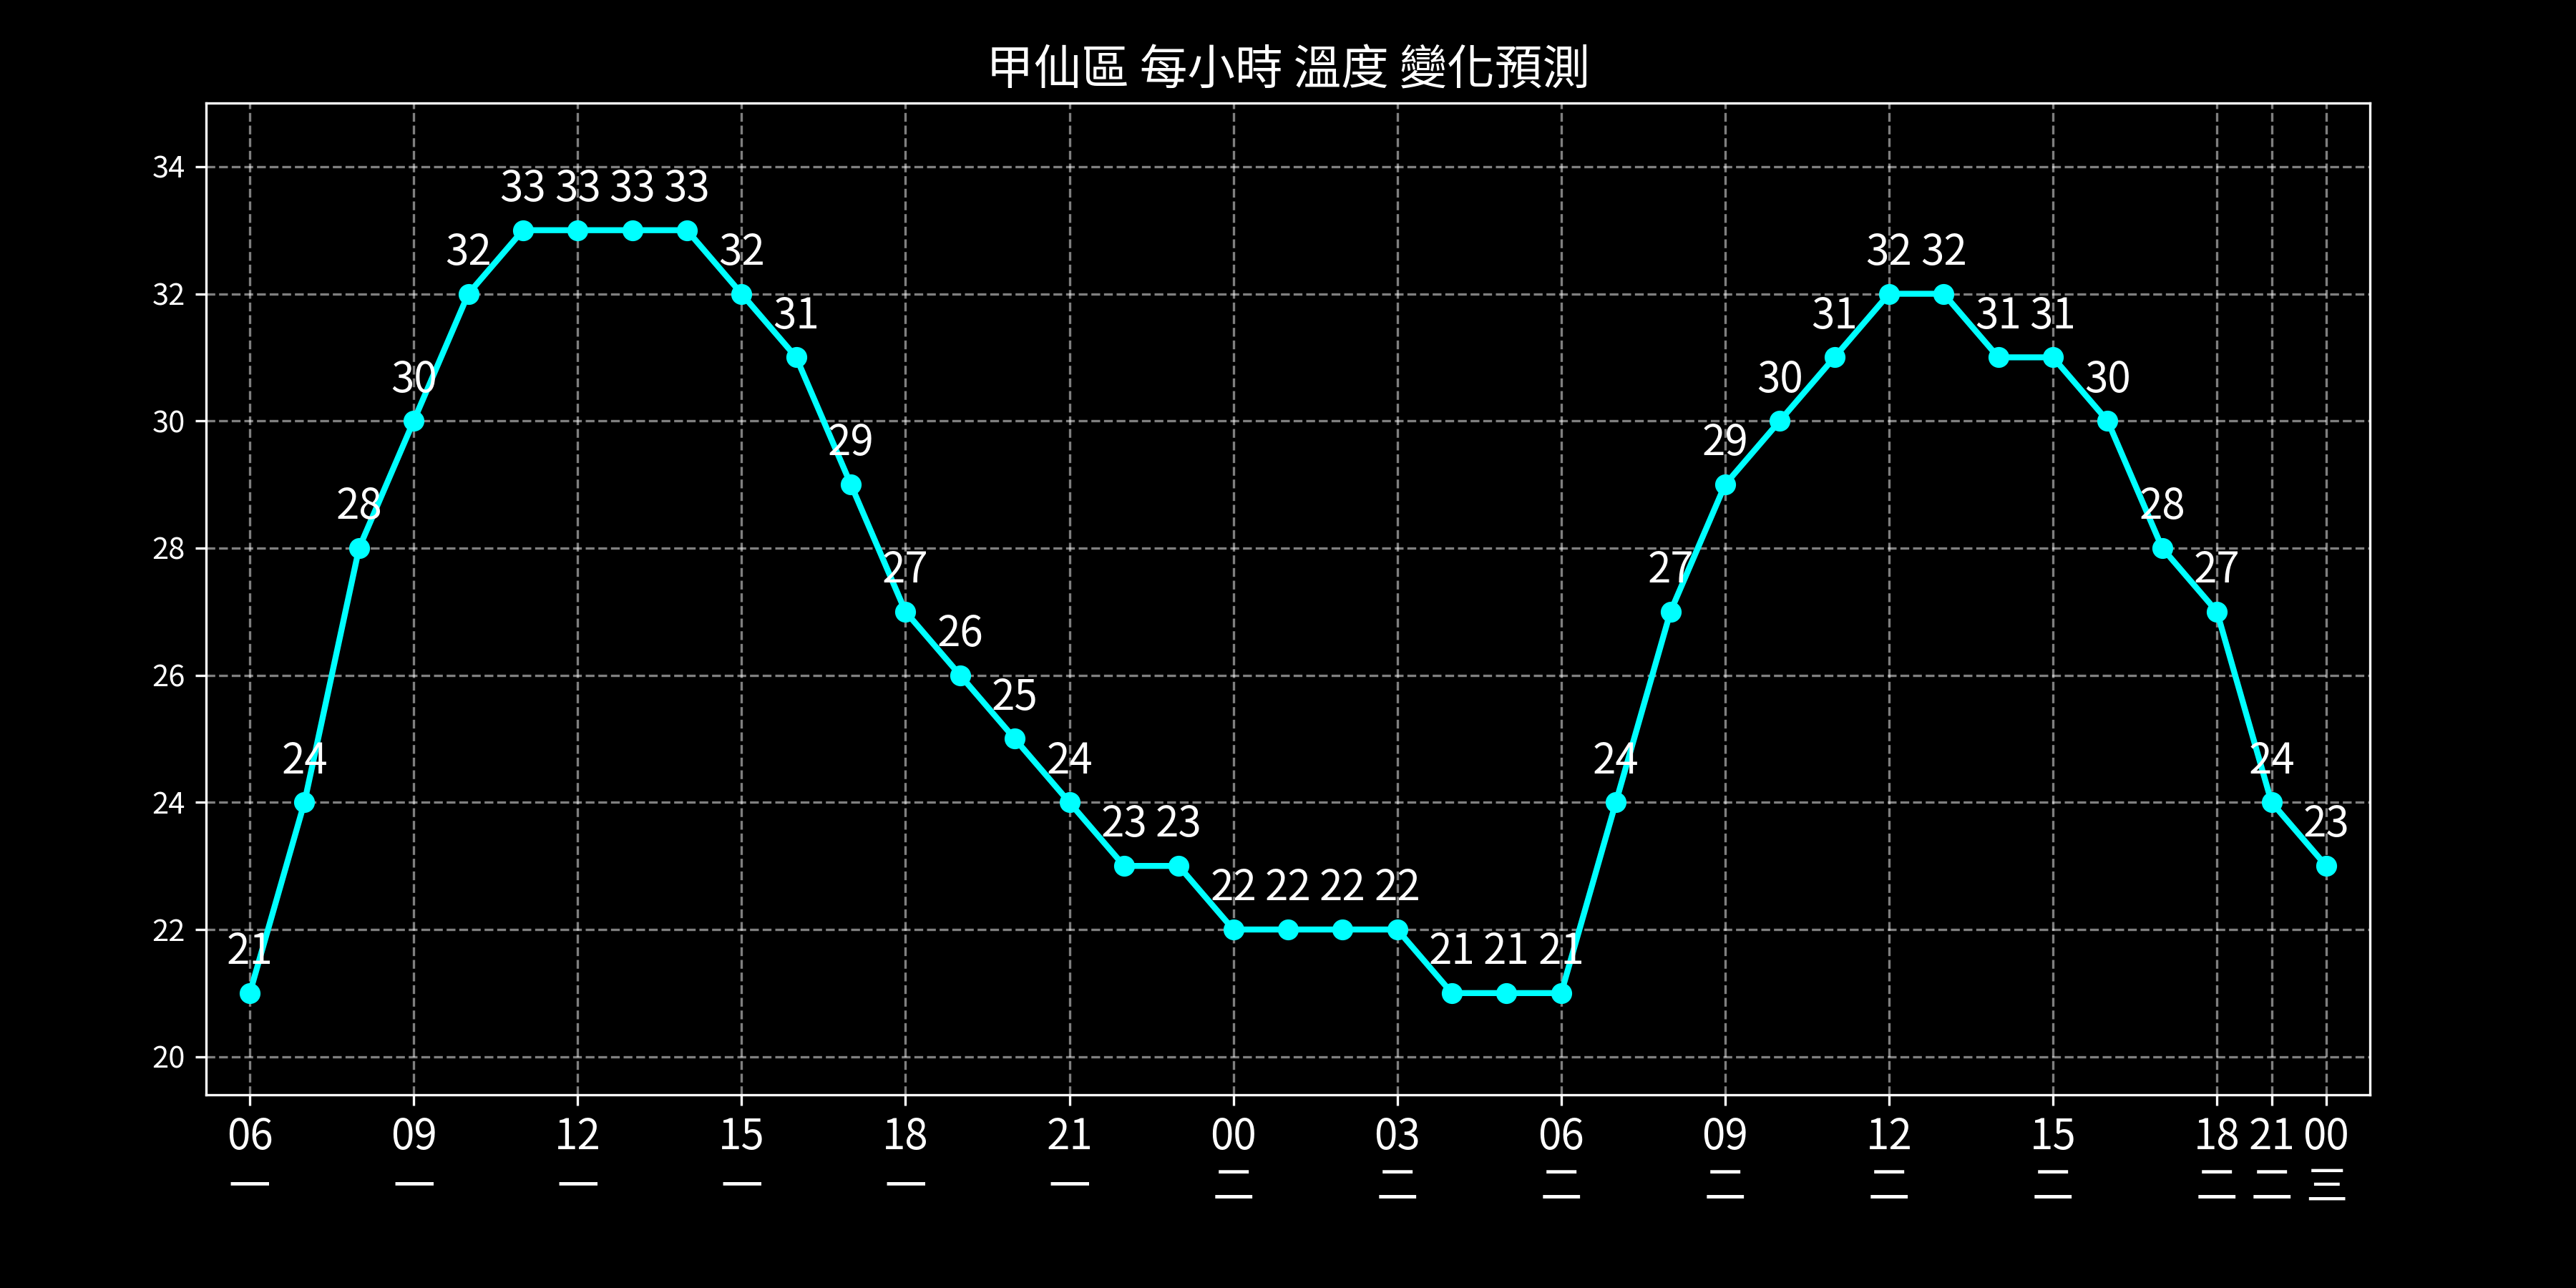 甲仙區 每小時 溫度 變化預測
34
33 33 33 33
32 32 32 32
32
31 31 31 31
30 30 30
30
29 29
28 28
28
27 27 27
26
26
25
24 24 24 24
24
23 23 23
22 22 22 22
22
21 21 21 21
20
06 09 12 15 18 21 00 03 06 09 12 15 18 21 00
一 一 一 一 一 一 二 二 二 二 二 二 二 二 三